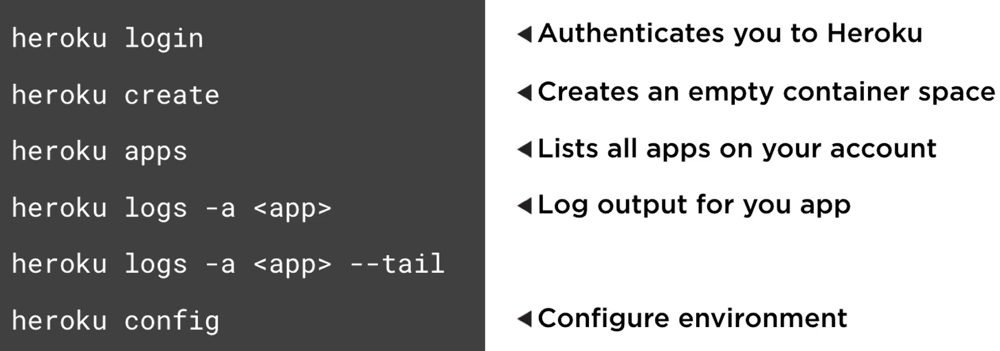 heroku login
◀Authenticates you to Heroku
heroku create
◀Creates an empty container space
heroku apps
◀Lists all apps on your account
heroku logs -a <app>
◀Log output for you app
heroku logs -a <app> --tail
heroku config
◀Configure environment